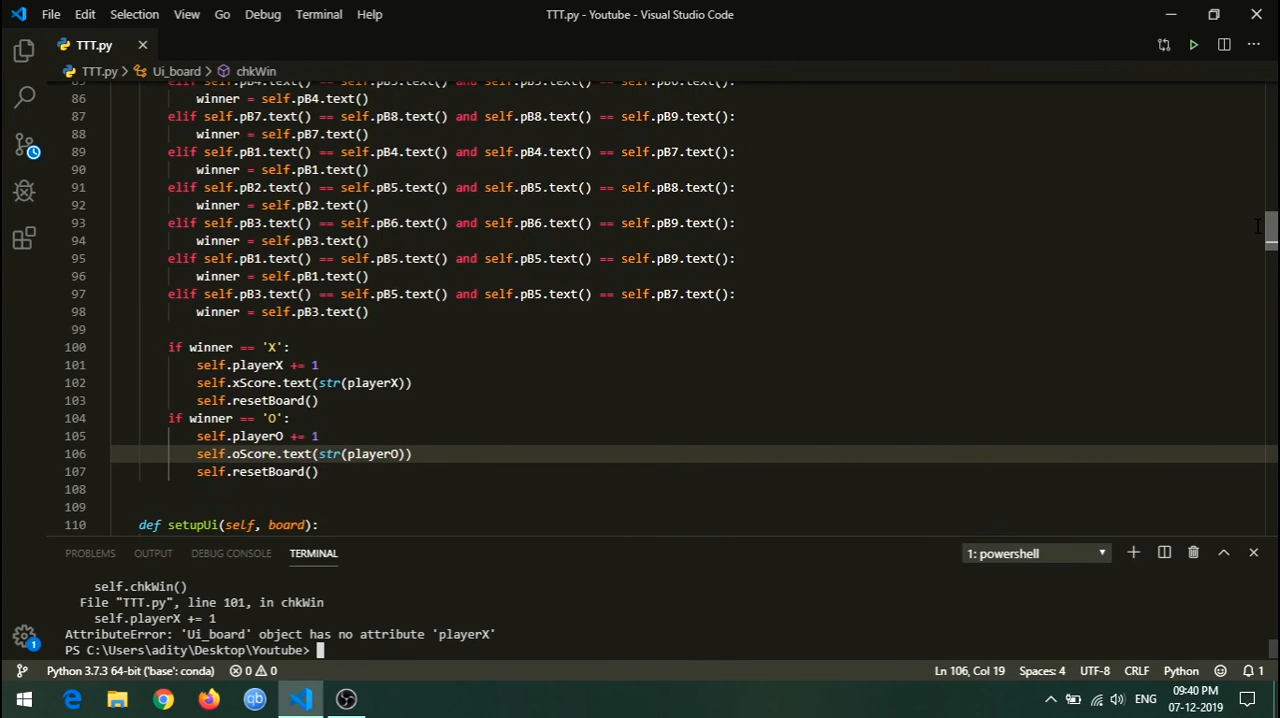 File Edit Selection View Go Debug Terminal Help
TTT.py - Youtube - Visual Studio Code
TTT.py
TTT.py > Ui_board > chkWin
86 winner = self.pB4.text()
87 elif self.pB7.text() == self.pB8.text() and self.pB8.text() == self.pB9.text():
88 winner = self.pB7.text()
89 elif self.pB1.text() == self.pB4.text() and self.pB4.text() == self.pB7.text():
90 winner = self.pB1.text()
91 elif self.pB2.text() == self.pB5.text() and self.pB5.text() == self.pB8.text():
92 winner = self.pB2.text()
93 elif self.pB3.text() == self.pB6.text() and self.pB6.text() == self.pB9.text():
94 winner = self.pB3.text()
95 elif self.pB1.text() == self.pB5.text() and self.pB5.text() == self.pB9.text():
96 winner = self.pB1.text()
97 elif self.pB3.text() == self.pB5.text() and self.pB5.text() == self.pB7.text():
98 winner = self.pB3.text()
99
100 if winner == 'X':
101 self.playerX += 1
102 self.xScore.text(str(playerX))
103 self.resetBoard()
104 if winner == 'O':
105 self.playerO += 1
106 self.oScore.text(str(playerO))
107 self.resetBoard()
108
109
110 def setupUi(self, board):
PROBLEMS OUTPUT DEBUG CONSOLE TERMINAL
1: powershell
self.chkWin()
File "TTT.py", line 101, in chkWin
self.playerX += 1
AttributeError: 'Ui_board' object has no attribute 'playerX'
PS C:\Users\adity\Desktop\Youtube>
1
Python 3.7.3 64-bit ('base': conda) 0 0 Ln 106, Col 19 Spaces: 4 UTF-8 CRLF Python 1
qb
ENG
09:40 PM
07-12-2019